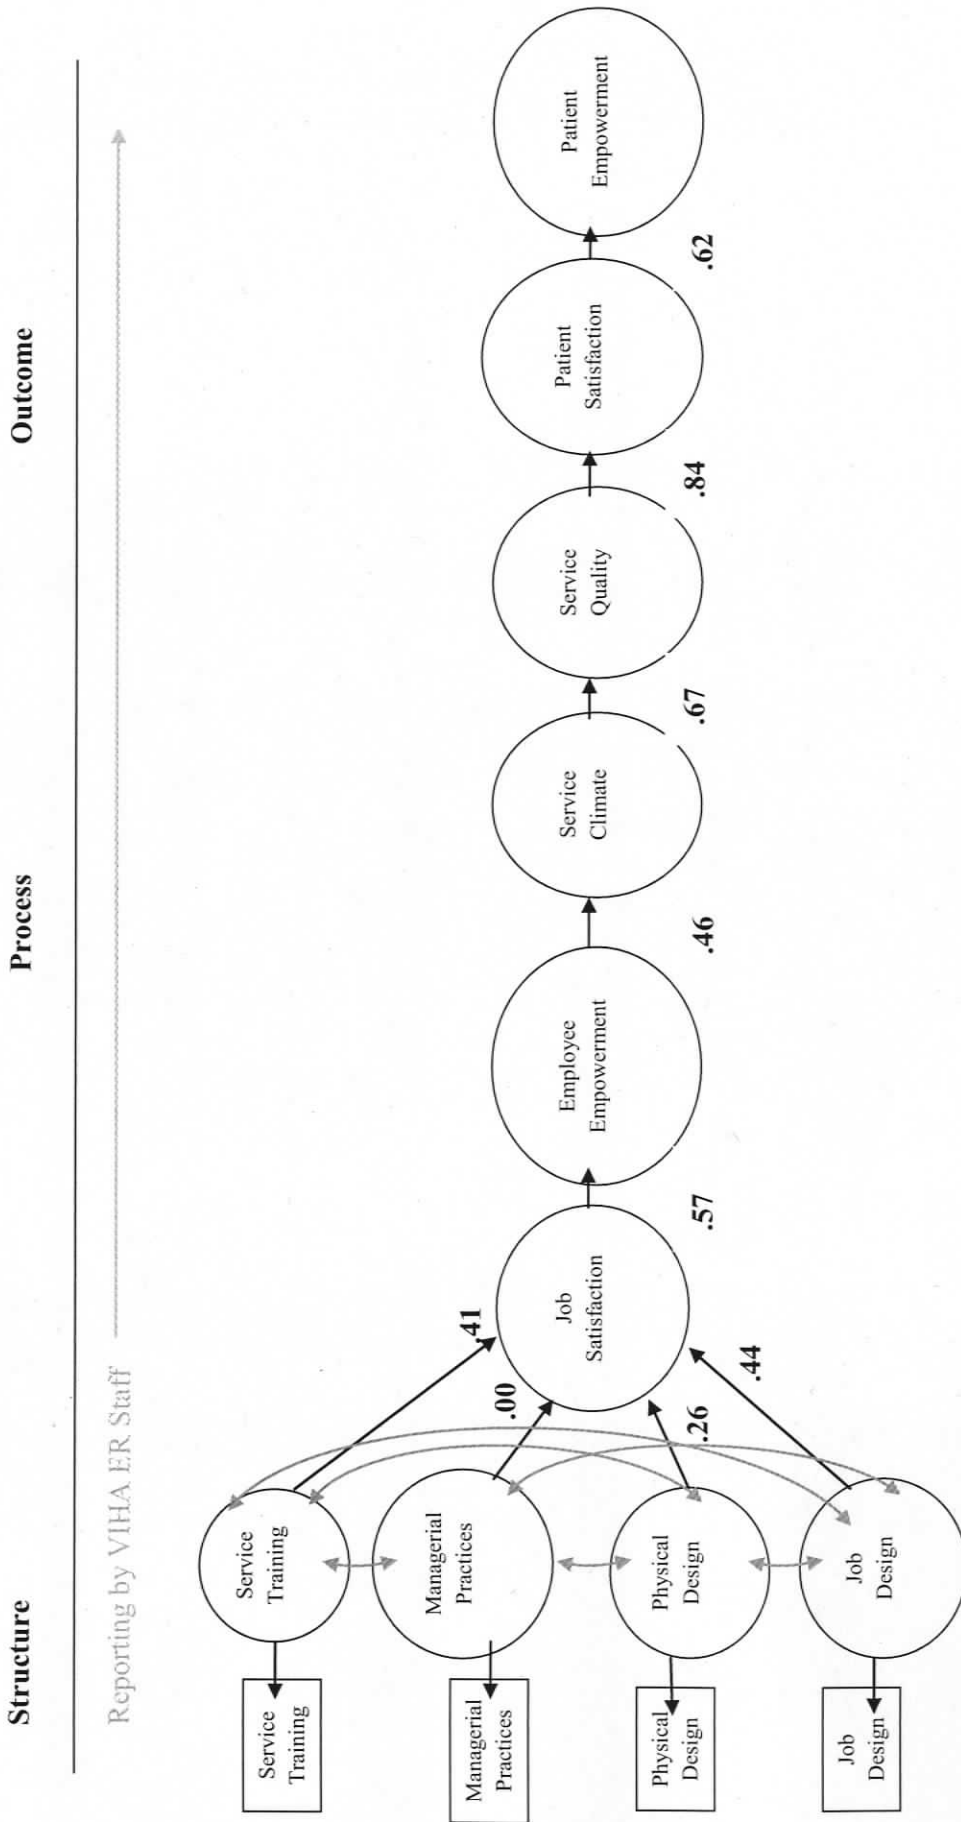 Structure
Process
Outcome
Reporting by VIHA ER Staff
Service
Training
Managerial
Practices
Physical
Design
Job
Design
Service
Training
Managerial
Practices
Physical
Design
Job
Design
.41
.00
.26
.44
Job
Satisfaction
.57
Employee
Empowerment
.46
Service
Climate
.67
Service
Quality
.84
Patient
Satisfaction
.62
Patient
Empowerment